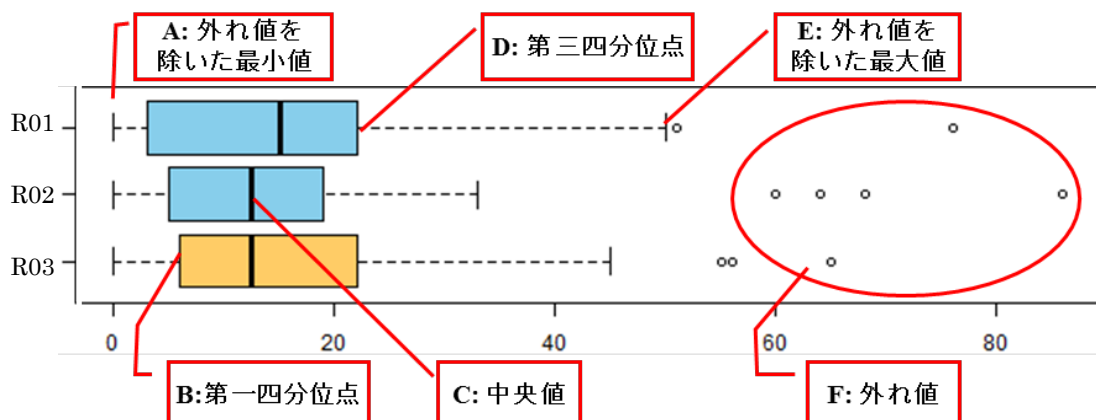 A: 外れ値を
除いた最小値
D: 第三四分位点
E: 外れ値を
除いた最大値
R01
R02
R03
0 20 40 60 80
B:第一四分位点
C: 中央値
F: 外れ値